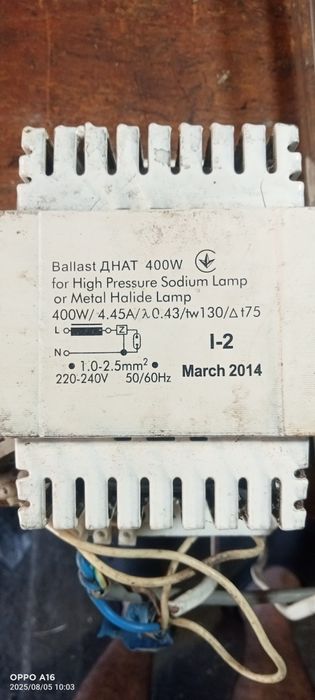 Ballast ДНАТ 400W
for High Pressure Sodium Lamp
or Metal Halide Lamp
400W/ 4.45A/λ0.43/tw130/Δt75
L
Z
N
I-2
1.0-2.5mm²
220-240V 50/60Hz
March 2014
OPPO A16
2025/08/05 10:03